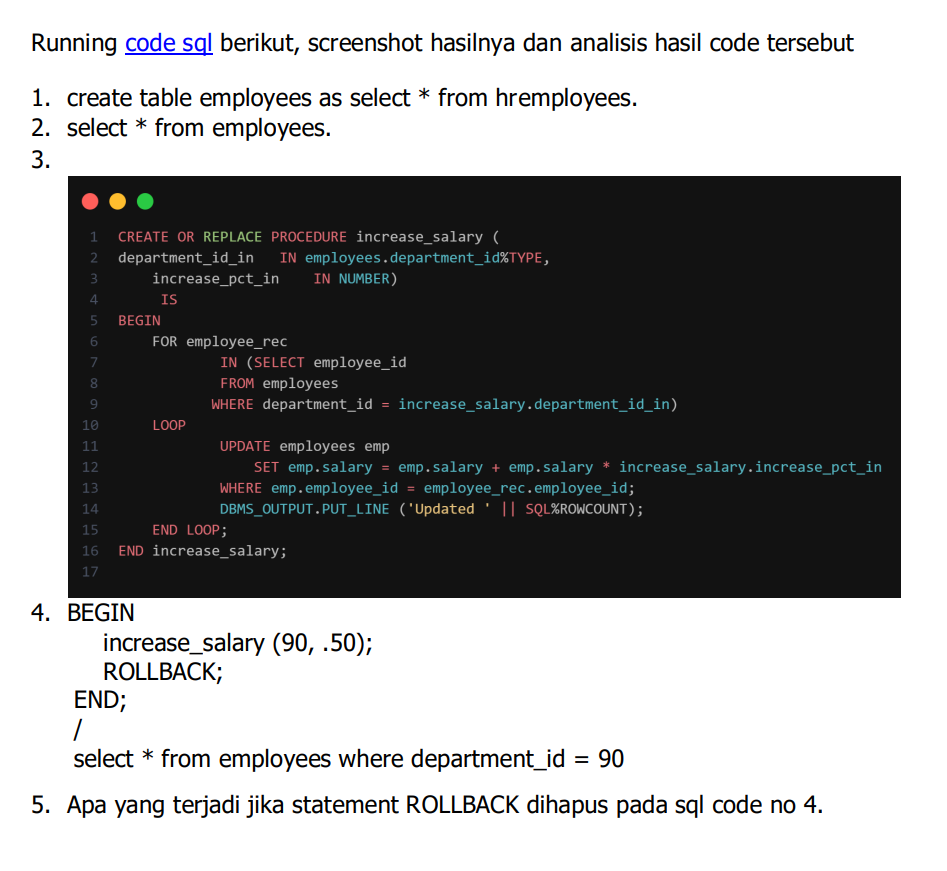 Running code sql berikut, screenshot hasilnya dan analisis hasil code tersebut
1. create table employees as select * from hremployees.
2. select * from employees.
3.
1 CREATE OR REPLACE PROCEDURE increase_salary (
2 department_id_in   IN employees.department_id%TYPE,
3     increase_pct_in    IN NUMBER)
4      IS
5 BEGIN
6     FOR employee_rec
7             IN (SELECT employee_id
8             FROM employees
9            WHERE department_id = increase_salary.department_id_in)
10     LOOP
11             UPDATE employees emp
12                 SET emp.salary = emp.salary + emp.salary * increase_salary.increase_pct_in
13             WHERE emp.employee_id = employee_rec.employee_id;
14             DBMS_OUTPUT.PUT_LINE ('Updated ' || SQL%ROWCOUNT);
15     END LOOP;
16 END increase_salary;
17
4. BEGIN
increase_salary (90, .50);
ROLLBACK;
END;
/
select * from employees where department_id = 90
5. Apa yang terjadi jika statement ROLLBACK dihapus pada sql code no 4.